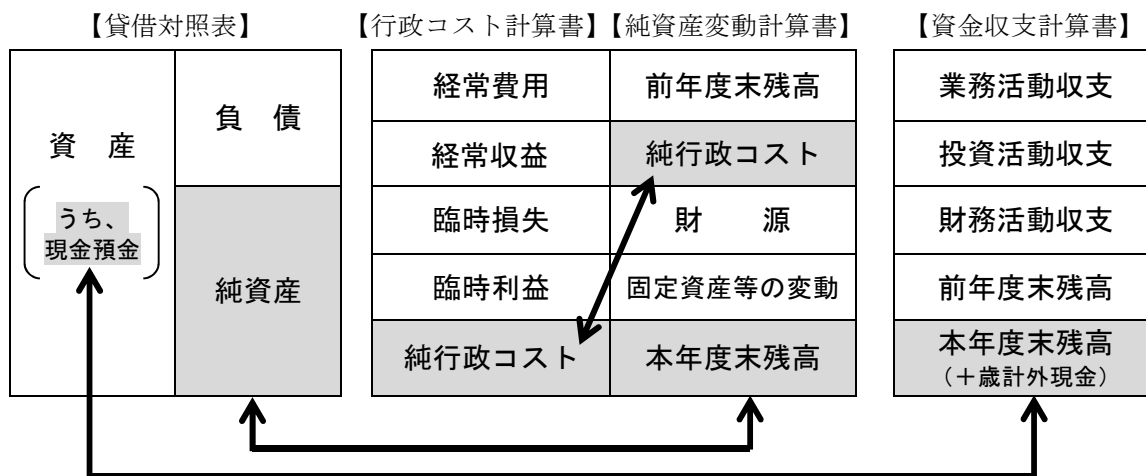 【貸借対照表】
【行政コスト計算書】【純資産変動計算書】
【資金収支計算書】
資 産
うち、
現金預金
負 債
純資産
経常費用
経常収益
臨時損失
臨時利益
純行政コスト
前年度末残高
純行政コスト
財 源
固定資産等の変動
本年度末残高
業務活動収支
投資活動収支
財務活動収支
前年度末残高
本年度末残高
(+歳計外現金)